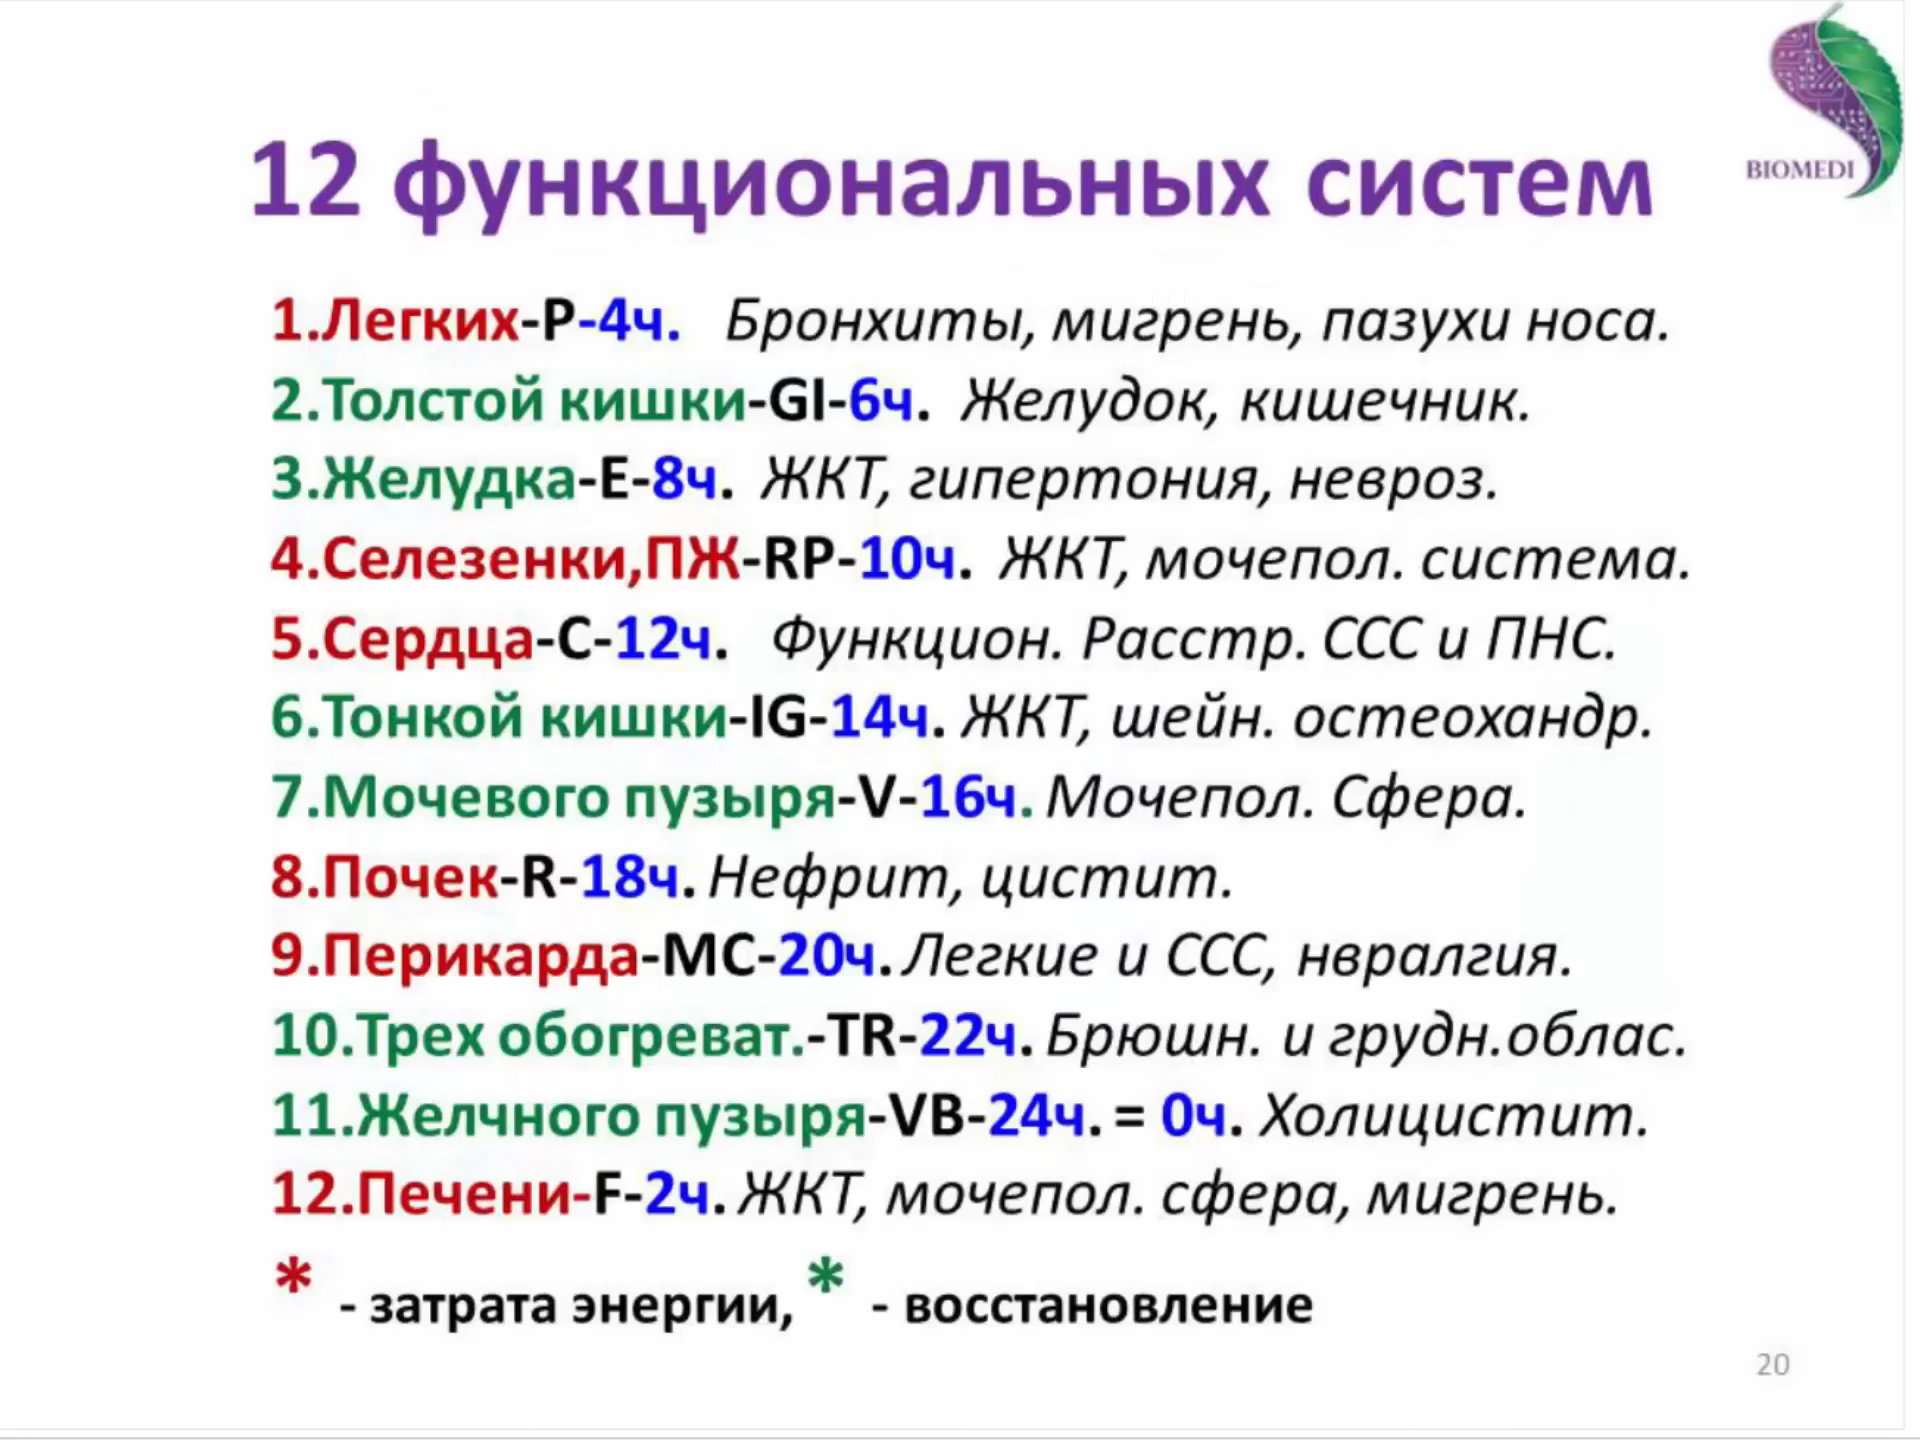 BIOMEDI
12 функциональных систем
1.Легких-P-4ч. Бронхиты, мигрень, пазухи носа.
2.Толстой кишки-GI-6ч. Желудок, кишечник.
3.Желудка-E-8ч. ЖКТ, гипертония, невроз.
4.Селезенки,ПЖ-RP-10ч. ЖКТ, мочепол. система.
5.Сердца-C-12ч. Функцион. Расстр. ССС и ПНС.
6.Тонкой кишки-IG-14ч. ЖКТ, шейн. остеохандр.
7.Мочевого пузыря-V-16ч. Мочепол. Сфера.
8.Почек-R-18ч. Нефрит, цистит.
9.Перикарда-MC-20ч. Легкие и ССС, нвралгия.
10.Трех обогреват.-TR-22ч. Брюшн. и грудн.облас.
11.Желчного пузыря-VB-24ч. = 0ч. Холицистит.
12.Печени-F-2ч. ЖКТ, мочепол. сфера, мигрень.
* - затрата энергии, * - восстановление
20